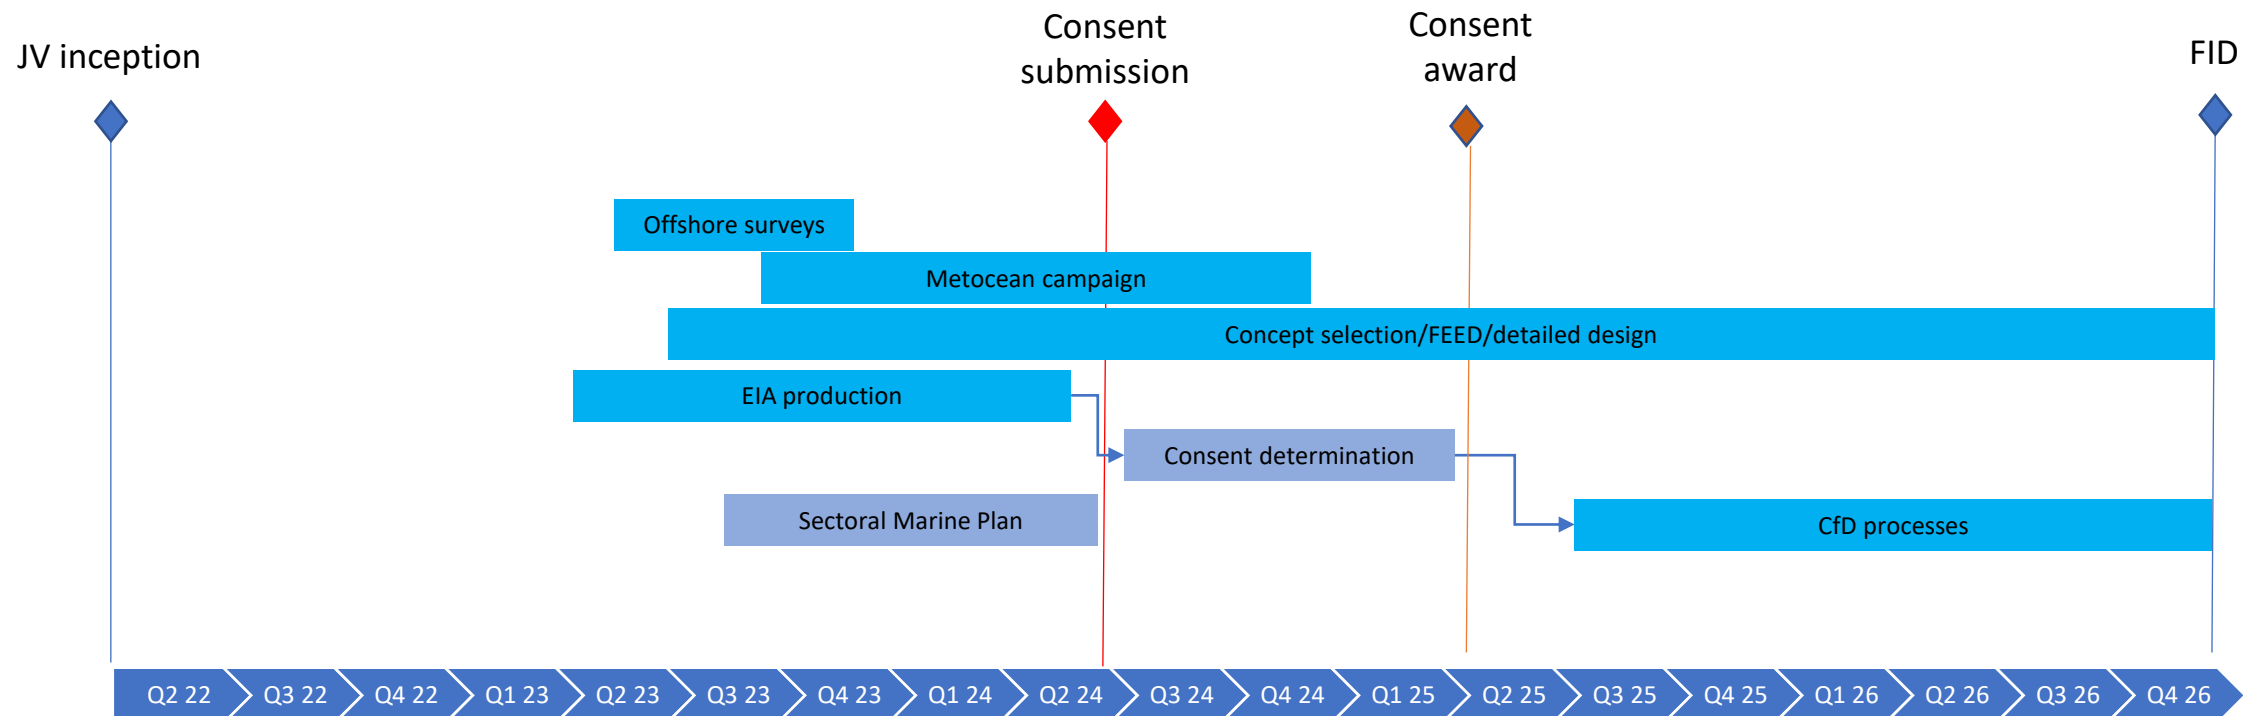 JV inception
Consent
submission
Consent
award
FID
Offshore surveys
Metocean campaign
Concept selection/FEED/detailed design
EIA production
Consent determination
Sectoral Marine Plan
CfD processes
Q2 22
Q3 22
Q4 22
Q1 23
Q2 23
Q3 23
Q4 23
Q1 24
Q2 24
Q3 24
Q4 24
Q1 25
Q2 25
Q3 25
Q4 25
Q1 26
Q2 26
Q3 26
Q4 26